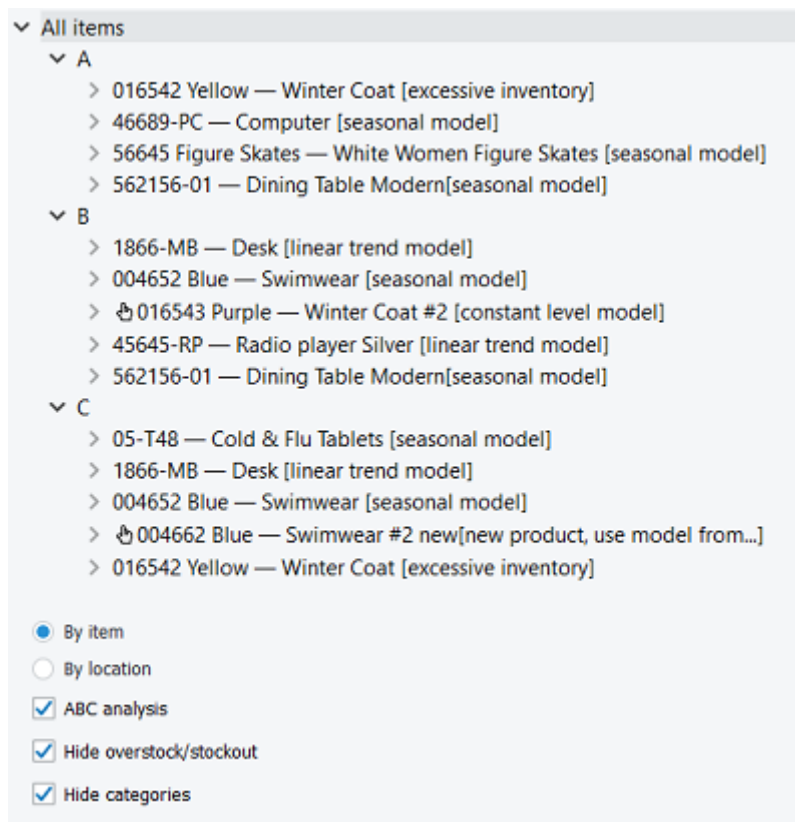 All items
A
016542 Yellow — Winter Coat [excessive inventory]
46689-PC — Computer [seasonal model]
56645 Figure Skates — White Women Figure Skates [seasonal model]
562156-01 — Dining Table Modern[seasonal model]
B
1866-MB — Desk [linear trend model]
004652 Blue — Swimwear [seasonal model]
016543 Purple — Winter Coat #2 [constant level model]
45645-RP — Radio player Silver [linear trend model]
562156-01 — Dining Table Modern[seasonal model]
C
05-T48 — Cold & Flu Tablets [seasonal model]
1866-MB — Desk [linear trend model]
004652 Blue — Swimwear [seasonal model]
004662 Blue — Swimwear #2 new[new product, use model from...]
016542 Yellow — Winter Coat [excessive inventory]
By item
By location
ABC analysis
Hide overstock/stockout
Hide categories